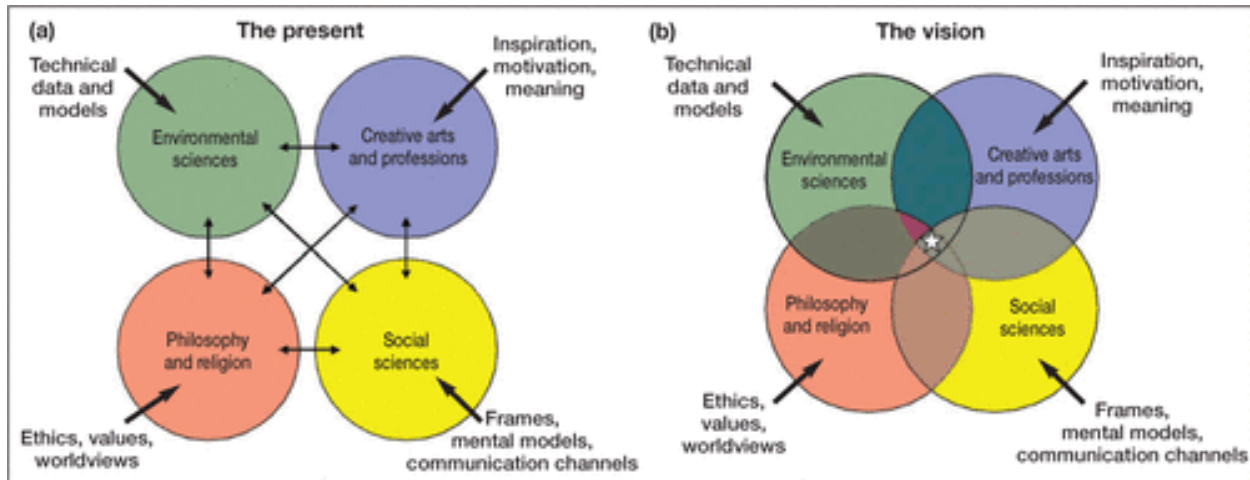 (a)
The present
Technical
data and
models
Inspiration,
motivation,
meaning
Environmental
sciences
Creative arts
and professions
Philosophy
and religion
Social
sciences
Ethics, values,
worldviews
Frames,
mental models,
communication channels
(b)
The vision
Technical
data and
models
Inspiration,
motivation,
meaning
Environmental
sciences
Creative arts
and professions
Philosophy
and religion
Social
sciences
Ethics,
values,
worldviews
Frames,
mental models,
communication channels